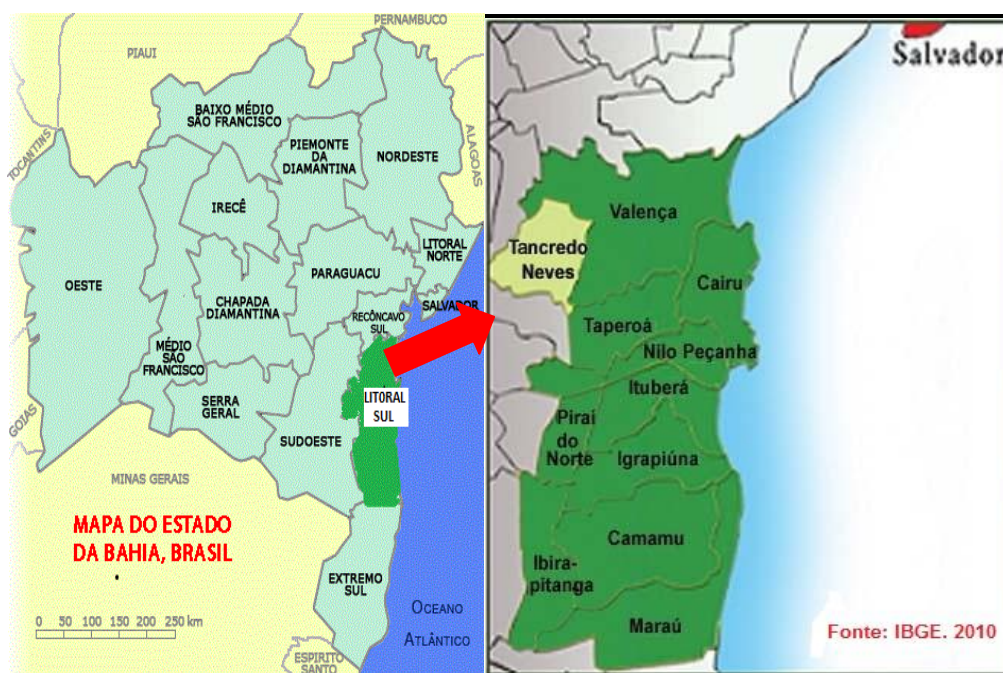 PERNAMBUCO
PIAUI
TOCANTINS
ALAGOAS
BAIXO MÉDIO
SÃO FRANCISCO
PIEMONTE
DA
DIAMANTINA
NORDESTE
IRECÊ
LITORAL
NORTE
OESTE
PARAGUACU
CHAPADA
DIAMANTINA
SALVADOR
RECÔNCAVO
SUL
MÉDIO
SÃO
FRANCISCO
SERRA
GERAL
LITORAL
SUL
GOIAS
SUDOESTE
MINAS GERAIS
MAPA DO ESTADO
DA BAHIA, BRASIL
EXTREMO
SUL
OCEANO
ATLÂNTICO
0 50 100 150 200 250 km
ESPIRITO
SANTO
Salvador
Valença
Tancredo
Neves
Cairu
Taperoá
Nilo Peçanha
Ituberá
Pirai
do
Norte
Igrapiúna
Camamu
Ibira-
pitanga
Maraú
Fonte: IBGE. 2010